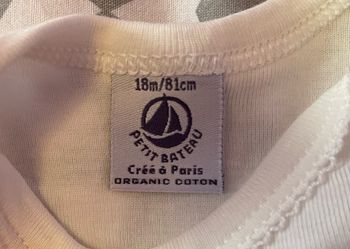 18m/81cm
PETIT BATEAU
Créé à Paris
ORGANIC COTON